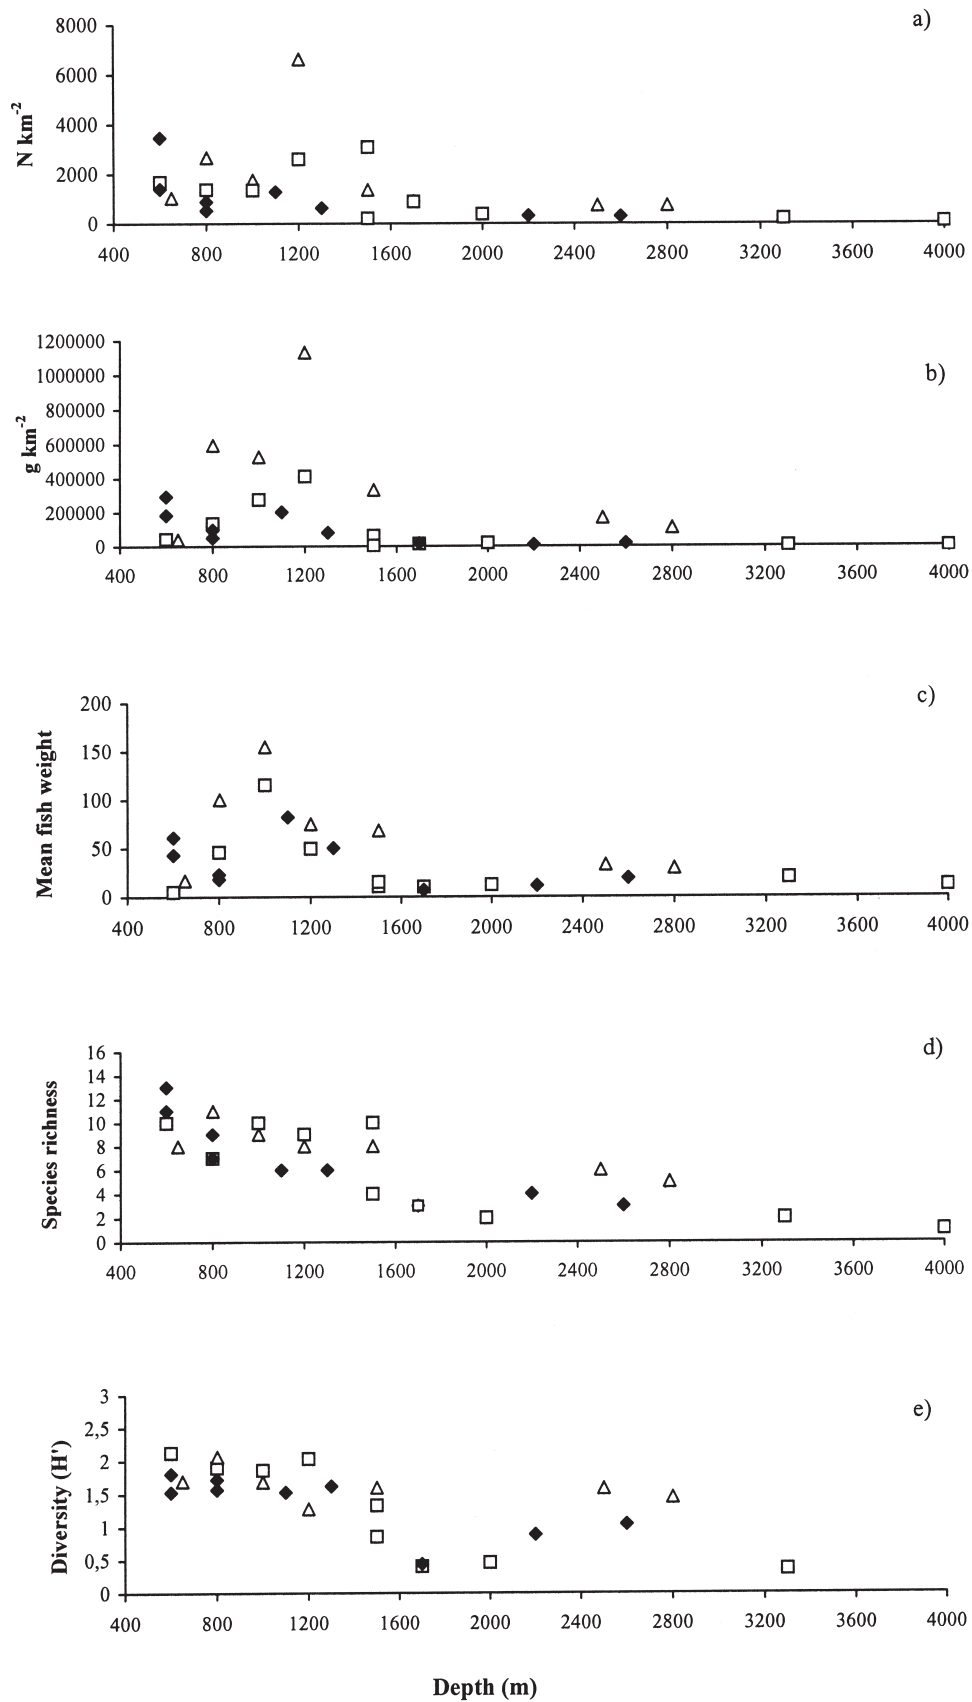 a)
8000
6000
4000
2000
0
N km-2
400 800 1200 1600 2000 2400 2800 3200 3600 4000
b)
1200000
1000000
800000
600000
400000
200000
0
g km-2
400 800 1200 1600 2000 2400 2800 3200 3600 4000
c)
200
150
100
50
0
Mean fish weight
400 800 1200 1600 2000 2400 2800 3200 3600 4000
d)
16
14
12
10
8
6
4
2
0
Species richness
400 800 1200 1600 2000 2400 2800 3200 3600 4000
e)
3
2,5
2
1,5
1
0,5
0
Diversity (H')
400 800 1200 1600 2000 2400 2800 3200 3600 4000
Depth (m)